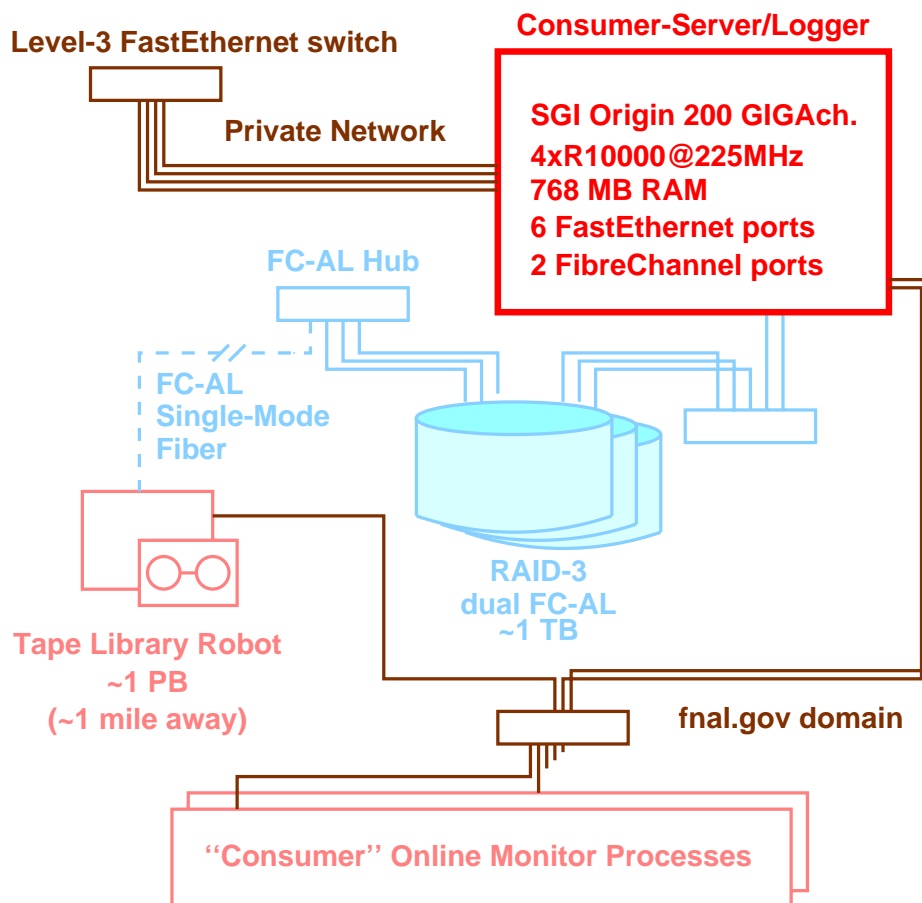 Consumer-Server/Logger
Level-3 FastEthernet switch
SGI Origin 200 GIGAch.
Private Network
4xR10000@225MHz
768 MB RAM
6 FastEthernet ports
FC-AL Hub
2 FibreChannel ports
FC-AL
Single-Mode
Fiber
RAID-3
dual FC-AL
~1 TB
Tape Library Robot
~1 PB
(~1 mile away)
fnal.gov domain
‘‘Consumer’’ Online Monitor Processes